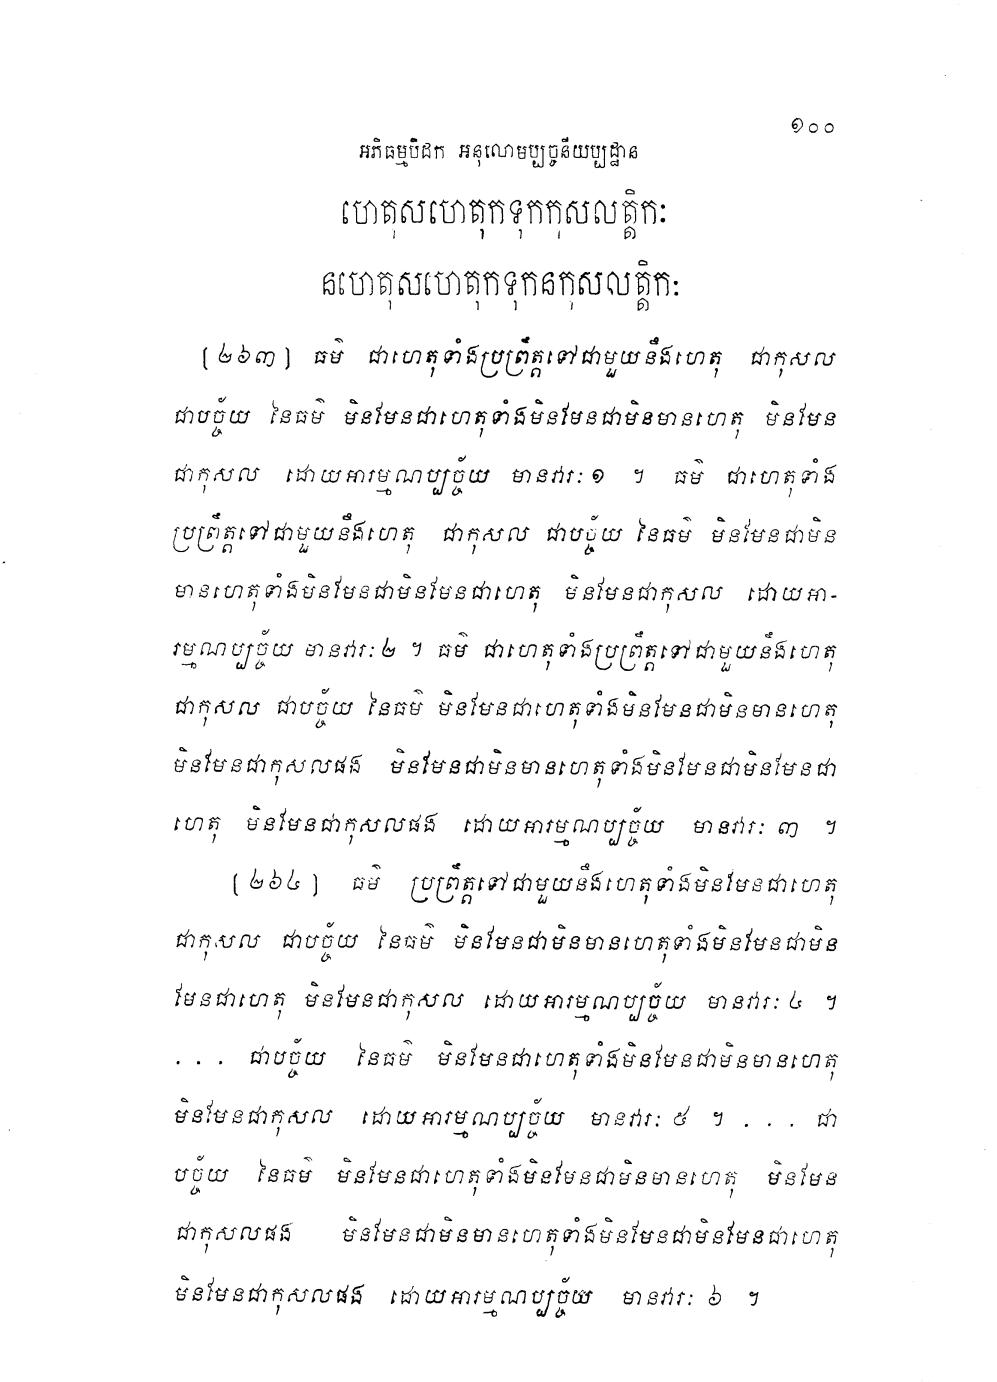 ១០០
អភិធម្មបិដក អនុលោមប្បច្ចនីយប្បដ្ឋាន
ហេតុសហេតុកទុកកុសលត្តិកៈ
នហេតុសហេតុកទុកនកុសលត្តិកៈ
[២៦៣] ធម៌ ជាហេតុទាំងប្រព្រឹត្តទៅជាមួយនឹងហេតុ ជាកុសល
ជាបច្ច័យ នៃធម៌ មិនមែនជាហេតុទាំងមិនមែនជាមិនមានហេតុ មិនមែន
ជាកុសល ដោយអារម្មណប្បច្ច័យ មានវារៈ ១ ។ ធម៌ ជាហេតុទាំង
ប្រព្រឹត្តទៅជាមួយនឹងហេតុ ជាកុសល ជាបច្ច័យ នៃធម៌ មិនមែនជាមិន
មានហេតុទាំងមិនមែនជាមិនមែនជាហេតុ មិនមែនជាកុសល ដោយអា-
រម្មណប្បច្ច័យ មានវារៈ ២ ។ ធម៌ ជាហេតុទាំងប្រព្រឹត្តទៅជាមួយនឹងហេតុ
ជាកុសល ជាបច្ច័យ នៃធម៌ មិនមែនជាហេតុទាំងមិនមែនជាមិនមានហេតុ
មិនមែនជាកុសលផង មិនមែនជាមិនមានហេតុទាំងមិនមែនជាមិនមែនជា
ហេតុ មិនមែនជាកុសលផង ដោយអារម្មណប្បច្ច័យ មានវារៈ ៣ ។
[២៦៤] ធម៌ ប្រព្រឹត្តទៅជាមួយនឹងហេតុទាំងមិនមែនជាហេតុ
ជាកុសល ជាបច្ច័យ នៃធម៌ មិនមែនជាមិនមានហេតុទាំងមិនមែនជាមិន
មែនជាហេតុ មិនមែនជាកុសល ដោយអារម្មណប្បច្ច័យ មានវារៈ ៤ ។
. . . ជាបច្ច័យ នៃធម៌ មិនមែនជាហេតុទាំងមិនមែនជាមិនមានហេតុ
មិនមែនជាកុសល ដោយអារម្មណប្បច្ច័យ មានវារៈ ៥ ។ . . . ជា
បច្ច័យ នៃធម៌ មិនមែនជាហេតុទាំងមិនមែនជាមិនមានហេតុ មិនមែន
ជាកុសលផង មិនមែនជាមិនមានហេតុទាំងមិនមែនជាមិនមែនជាហេតុ
មិនមែនជាកុសលផង ដោយអារម្មណប្បច្ច័យ មានវារៈ ៦ ។